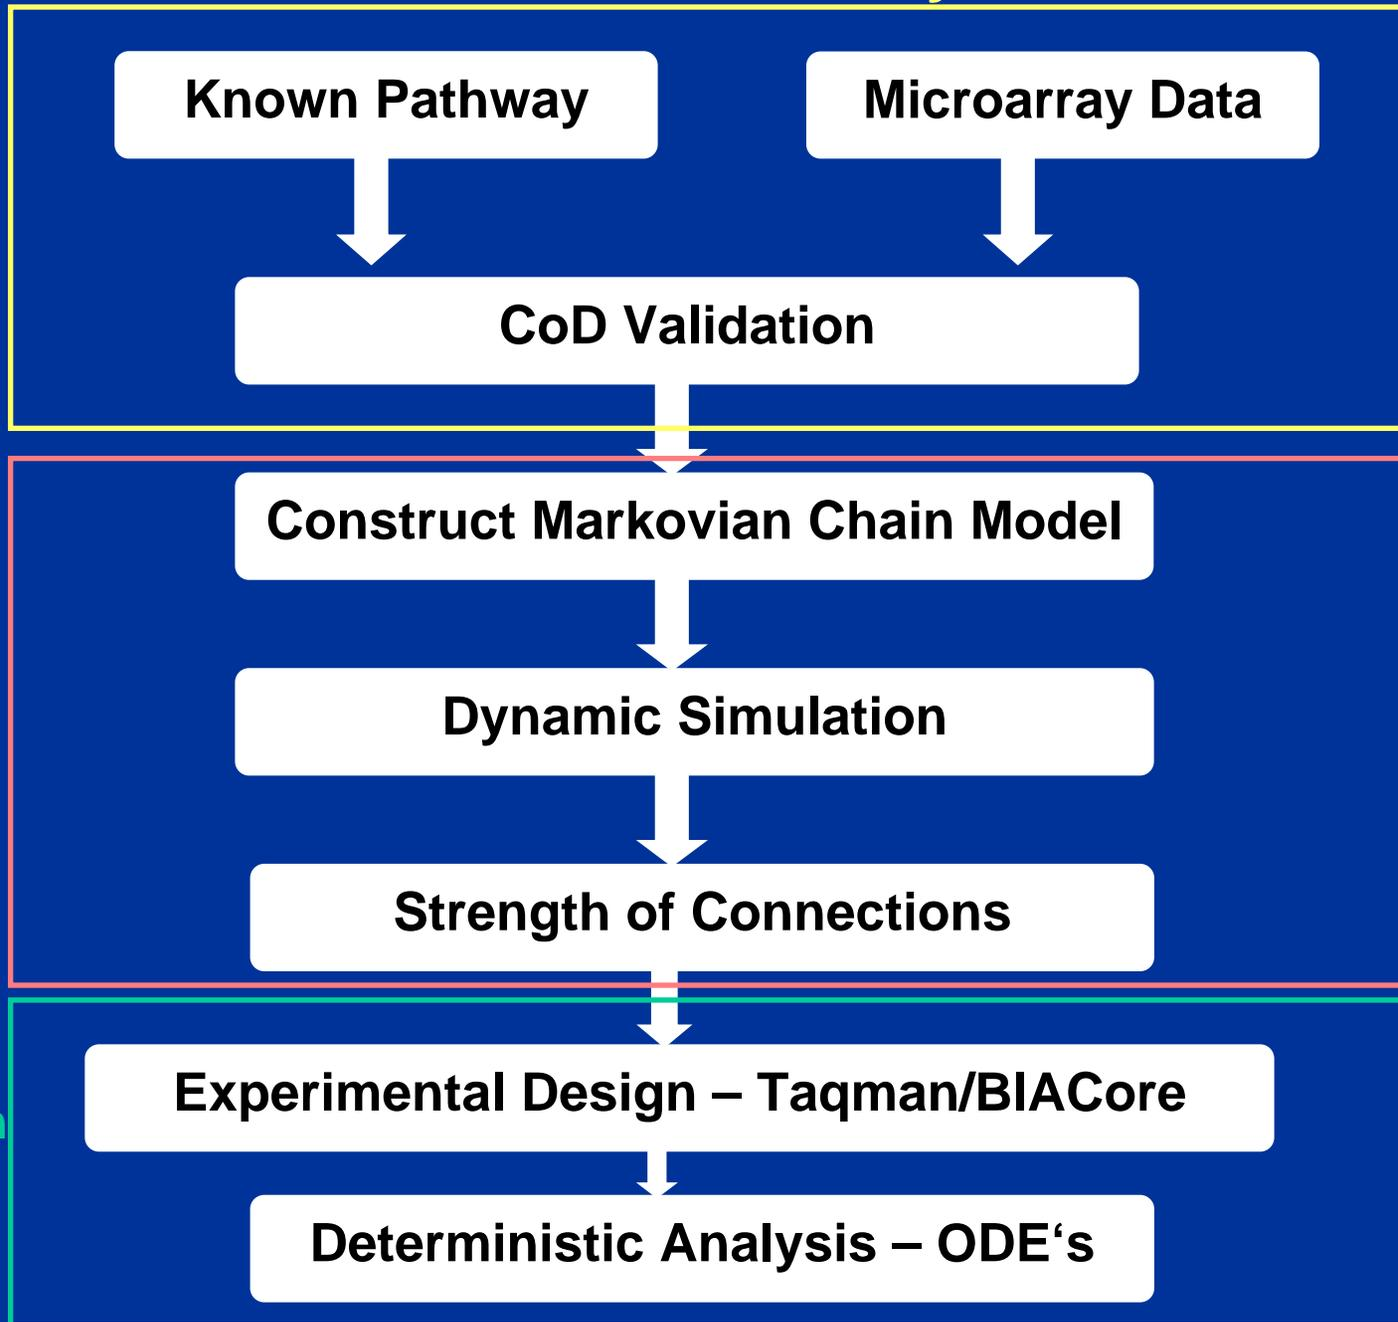 Known Pathway
Microarray Data
CoD Validation
Construct Markovian Chain Model
Dynamic Simulation
Strength of Connections
Experimental Design – Taqman/BIACore
Deterministic Analysis – ODE‘s